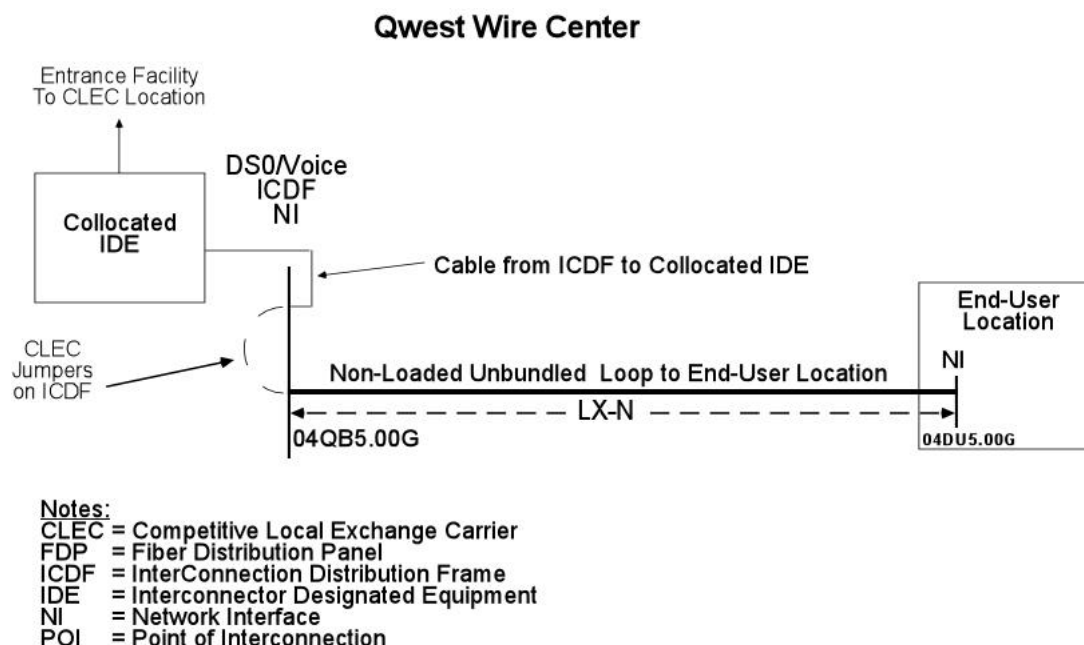 Qwest Wire Center
Entrance Facility
To CLEC Location
DS0/Voice
ICDF
NI
Collocated
IDE
Cable from ICDF to Collocated IDE
End-User
Location
CLEC
Jumpers
on ICDF
NI
Non-Loaded Unbundled Loop to End-User Location
LX-N
04QB5.00G
04DU5.00G
Notes:
CLEC = Competitive Local Exchange Carrier
FDP = Fiber Distribution Panel
ICDF = InterConnection Distribution Frame
IDE = Interconnector Designated Equipment
NI = Network Interface
POI = Point of Interconnection